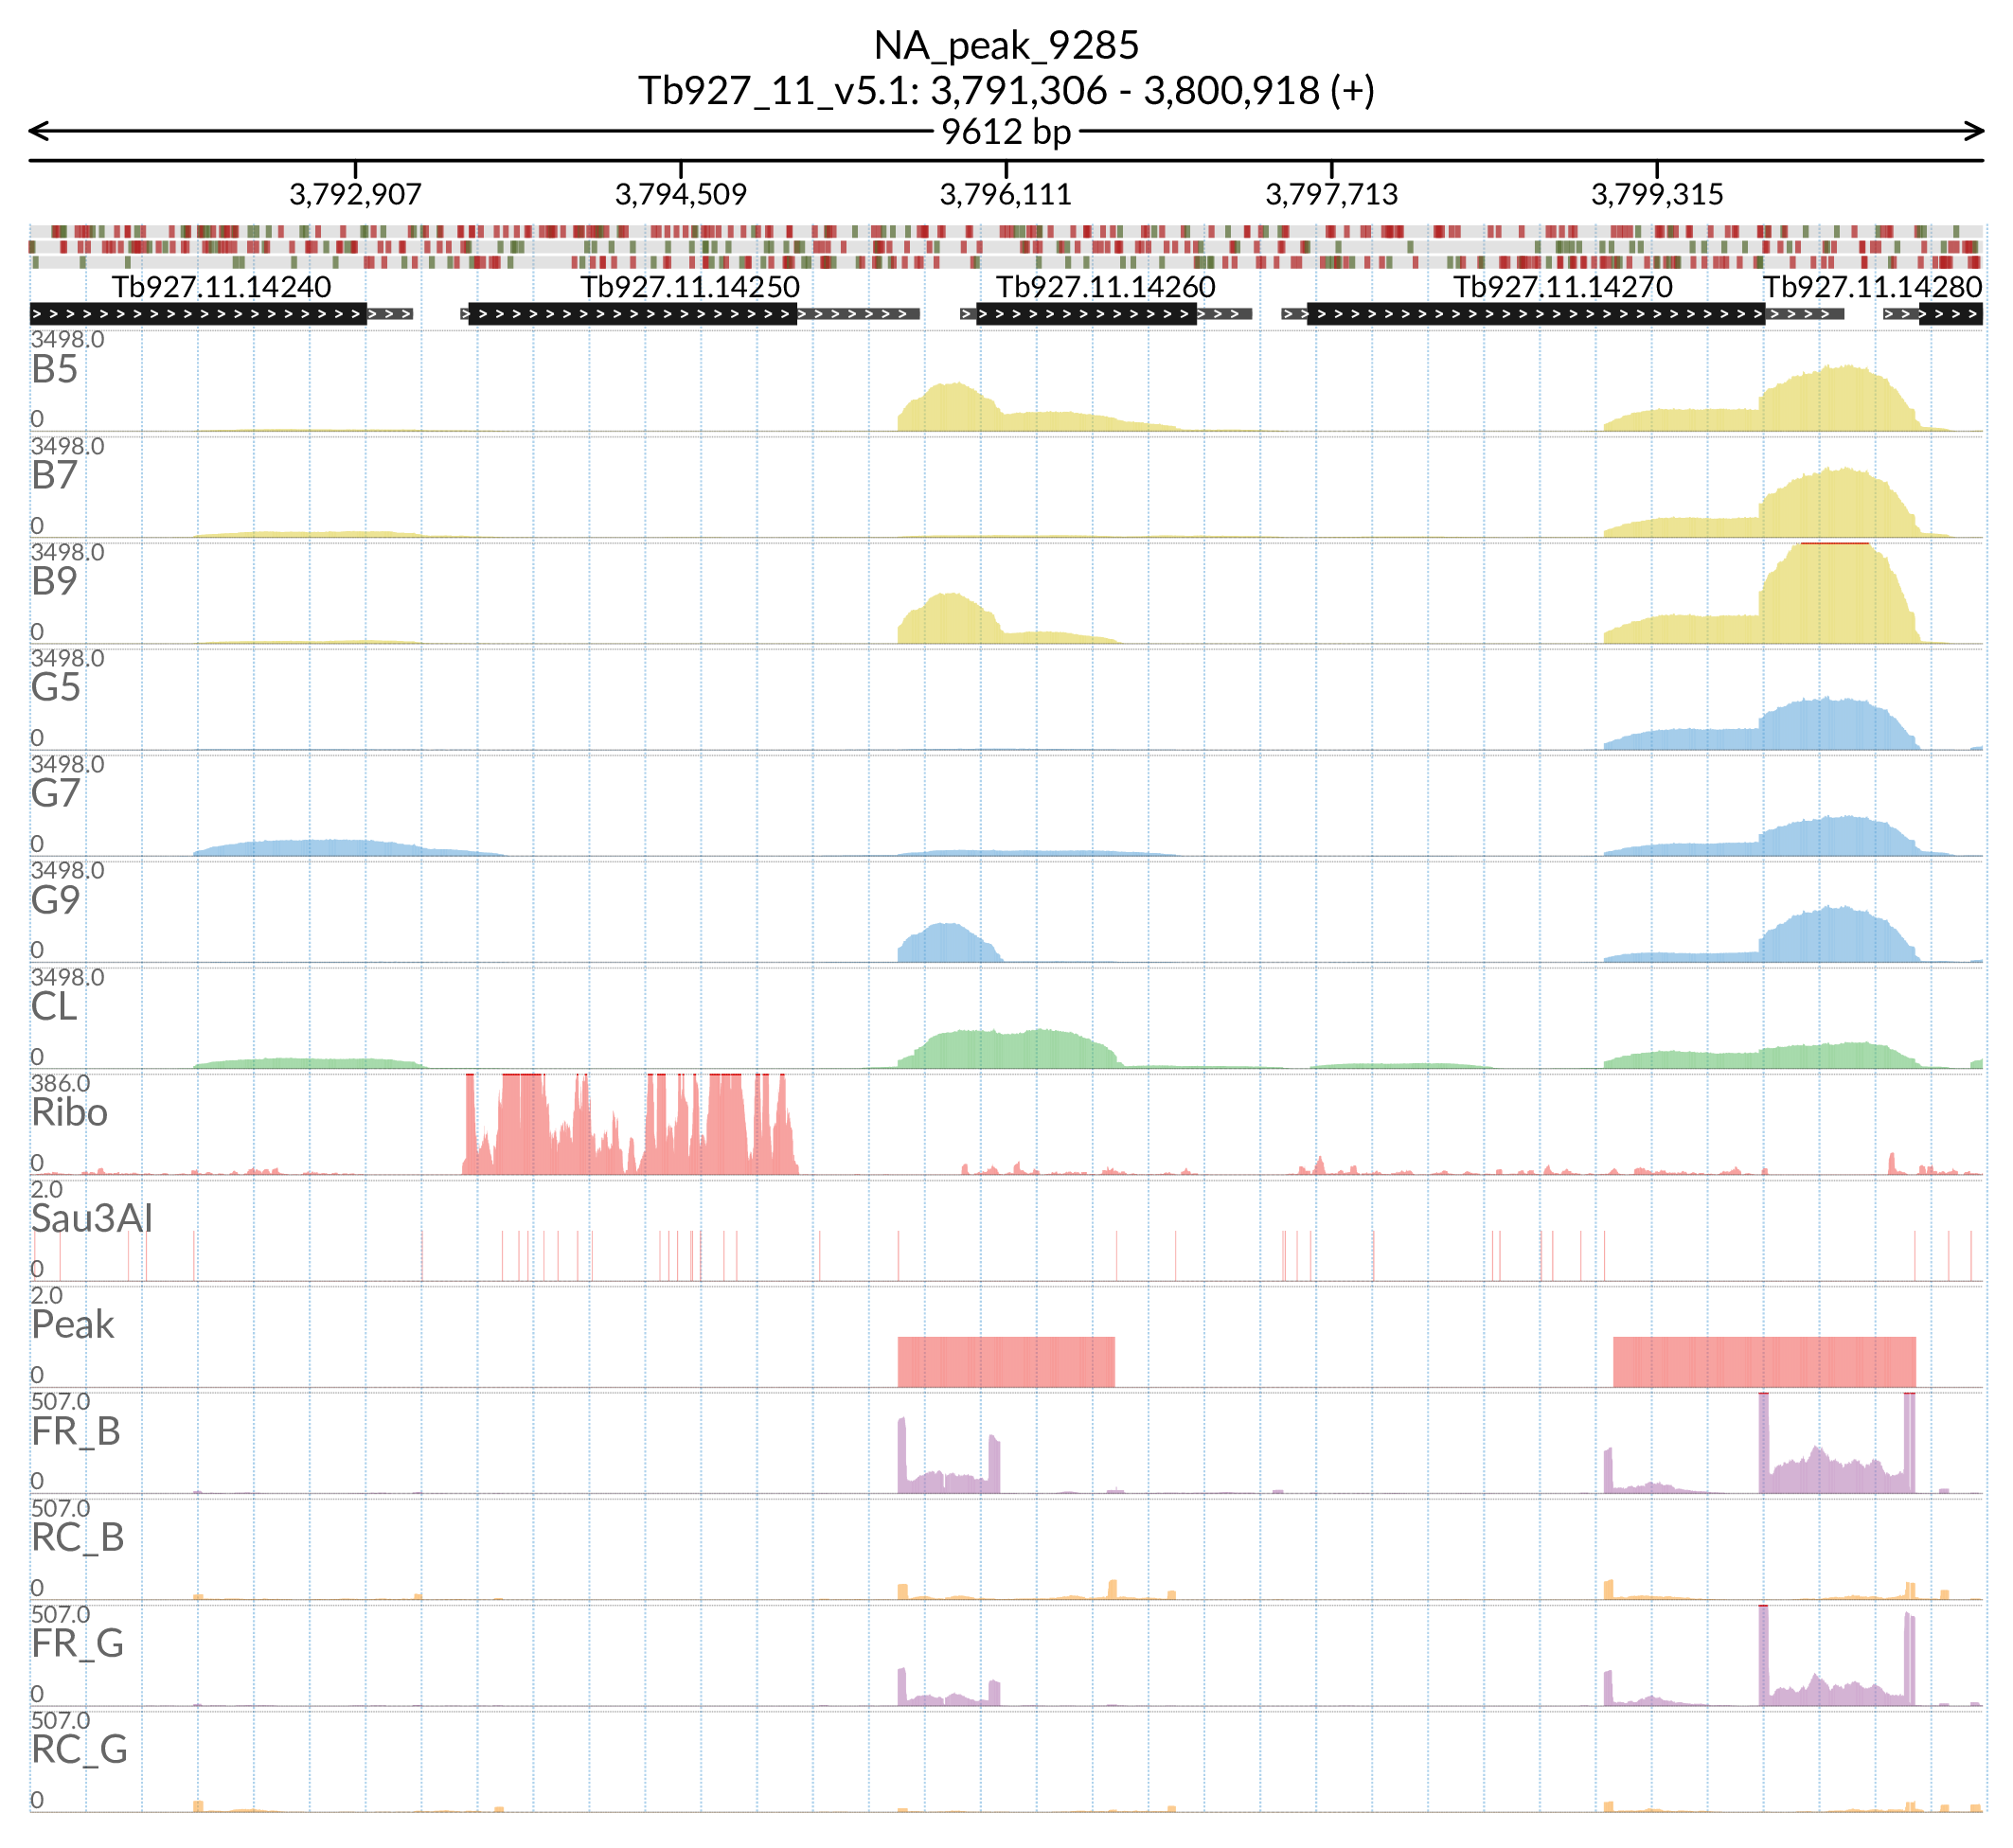 NA_peak_9285
Tb927_11_v5.1: 3,791,306 - 3,800,918 (+)
9612 bp
3,792,907 3,794,509 3,796,111 3,797,713 3,799,315
Tb927.11.14240 Tb927.11.14250 Tb927.11.14260 Tb927.11.14270 Tb927.11.14280
3498.0
B5
0
3498.0
B7
0
3498.0
B9
0
3498.0
G5
0
3498.0
G7
0
3498.0
G9
0
3498.0
CL
0
386.0
Ribo
0
2.0
Sau3AI
0
2.0
Peak
0
507.0
FR_B
0
507.0
RC_B
0
507.0
FR_G
0
507.0
RC_G
0